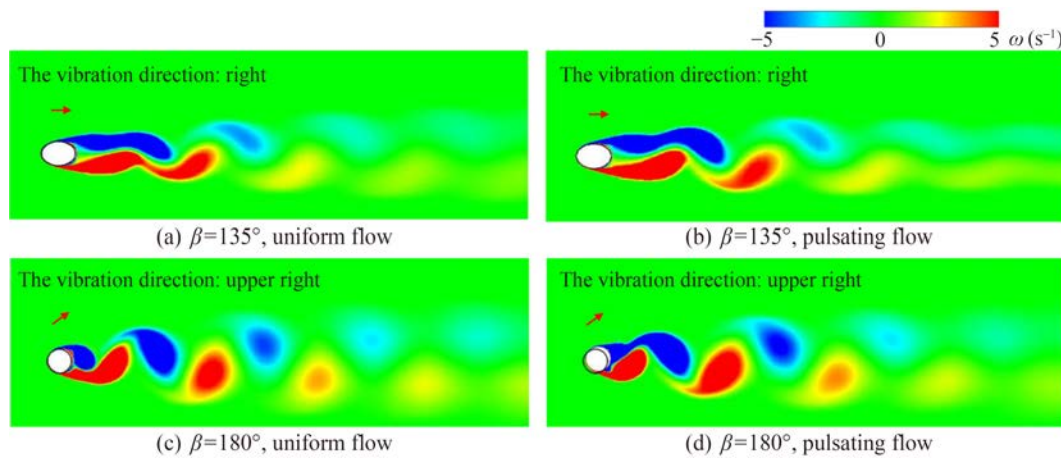 −5 0 5 ω (s⁻¹)
The vibration direction: right
The vibration direction: right
(a) β=135°, uniform flow
(b) β=135°, pulsating flow
The vibration direction: upper right
The vibration direction: upper right
(c) β=180°, uniform flow
(d) β=180°, pulsating flow